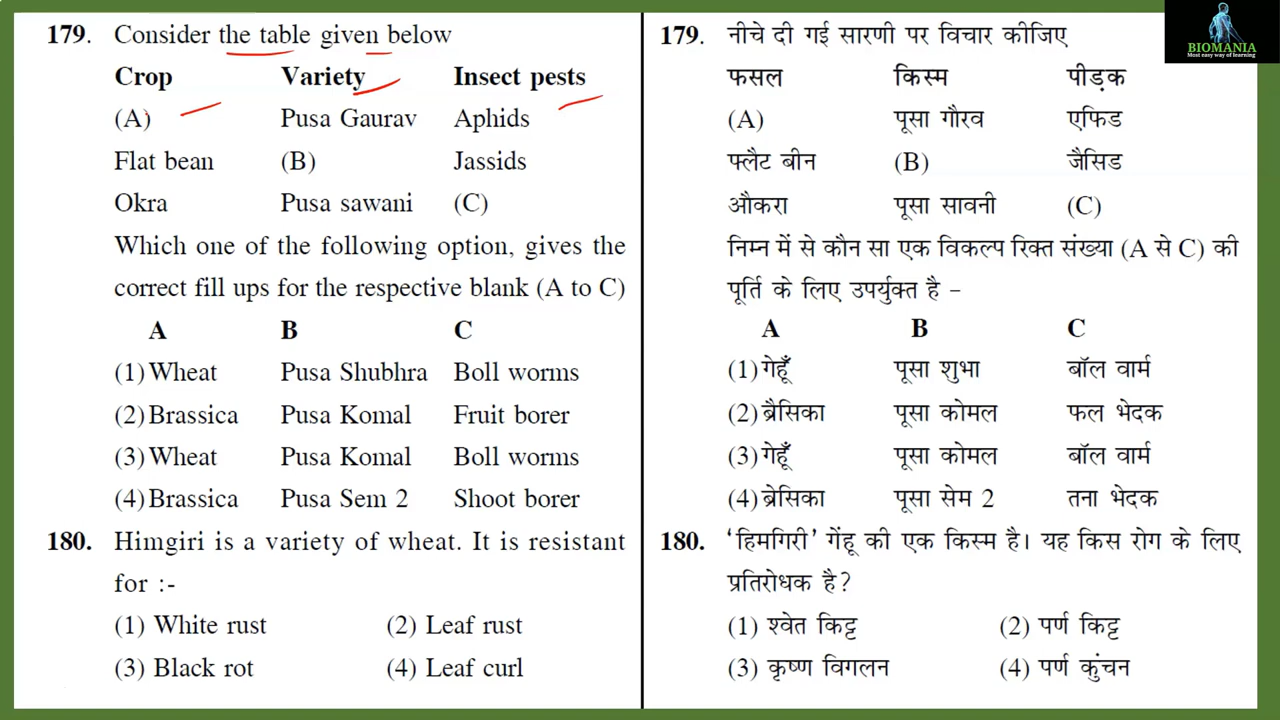 179. Consider the table given below
Crop Variety Insect pests
(A) Pusa Gaurav Aphids
Flat bean (B) Jassids
Okra Pusa sawani (C)
Which one of the following option, gives the
correct fill ups for the respective blank (A to C)
A B C
(1) Wheat Pusa Shubhra Boll worms
(2) Brassica Pusa Komal Fruit borer
(3) Wheat Pusa Komal Boll worms
(4) Brassica Pusa Sem 2 Shoot borer
180. Himgiri is a variety of wheat. It is resistant
for :-
(1) White rust (2) Leaf rust
(3) Black rot (4) Leaf curl
179. नीचे दी गई सारणी पर विचार कीजिए
फसल किस्म पीड़क
(A) पूसा गौरव एफिड
फ्लैट बीन (B) जैसिड
औकरा पूसा सावनी (C)
निम्न में से कौन सा एक विकल्प रिक्त संख्या (A से C) की
पूर्ति के लिए उपर्युक्त है –
A B C
(1) गेहूँ पूसा शुभा बॉल वार्म
(2) ब्रैसिका पूसा कोमल फल भेदक
(3) गेहूँ पूसा कोमल बॉल वार्म
(4) ब्रेसिका पूसा सेम 2 तना भेदक
180. ‘हिमगिरी’ गेंहू की एक किस्म है। यह किस रोग के लिए
प्रतिरोधक है?
(1) श्वेत किट्ट (2) पर्ण किट्ट
(3) कृष्ण विगलन (4) पर्ण कुंचन
BIOMANIA
Most easy way of learning